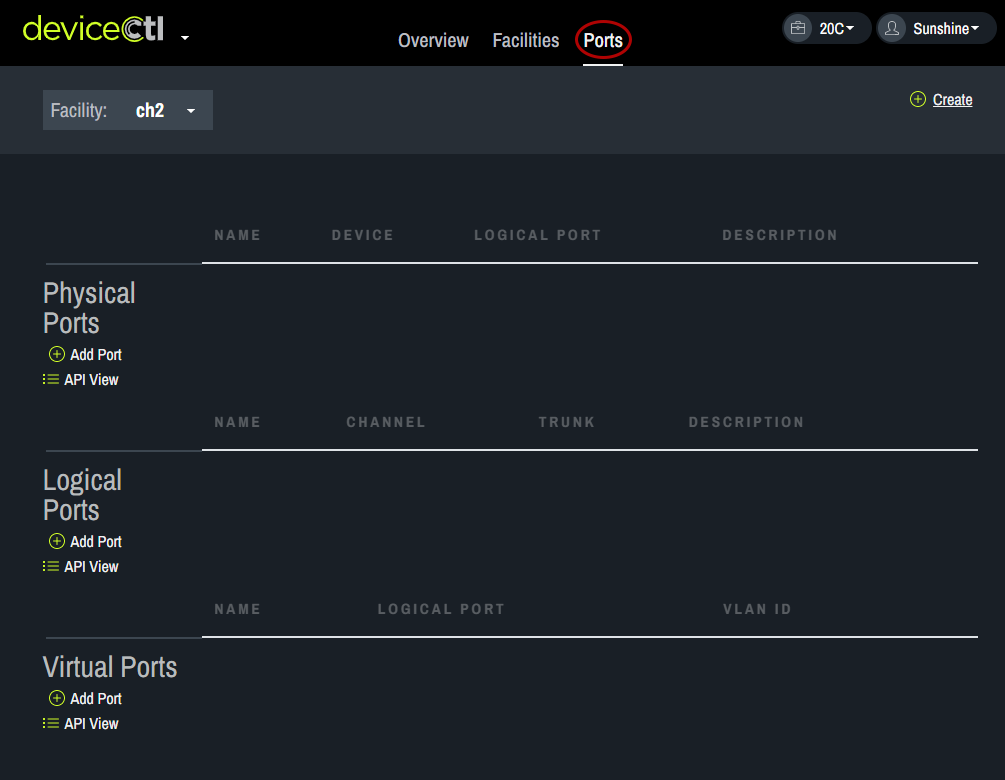 devicectl
Overview Facilities Ports
20C Sunshine
Facility: ch2
Create
NAME DEVICE LOGICAL PORT DESCRIPTION
Physical
Ports
Add Port
API View
NAME CHANNEL TRUNK DESCRIPTION
Logical
Ports
Add Port
API View
NAME LOGICAL PORT VLAN ID
Virtual Ports
Add Port
API View